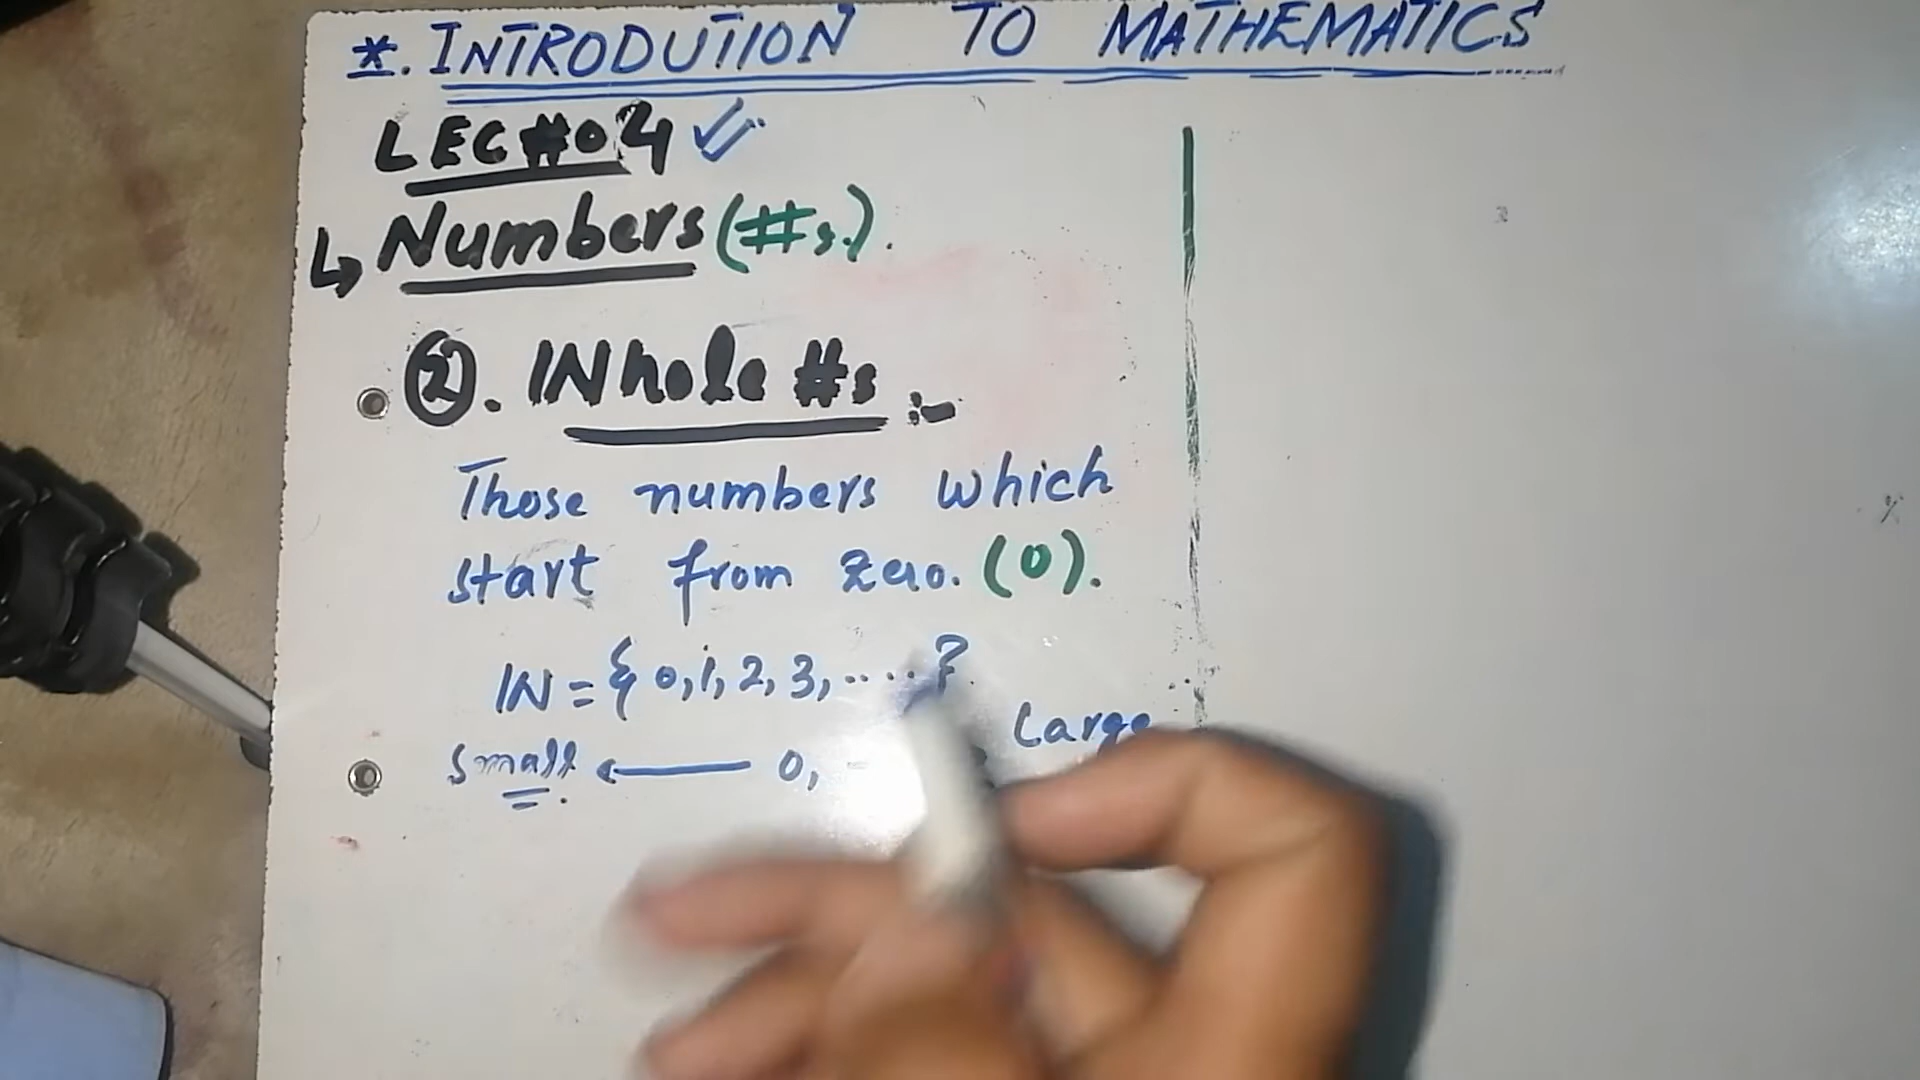 *. INTRODUTION TO MATHEMATICS
LEC#04
↳ Numbers (#s.).
②. Whole #s :-
Those numbers which
start from zero. (0).
W = { 0, 1, 2, 3, ..... }
Large
small ← 0,